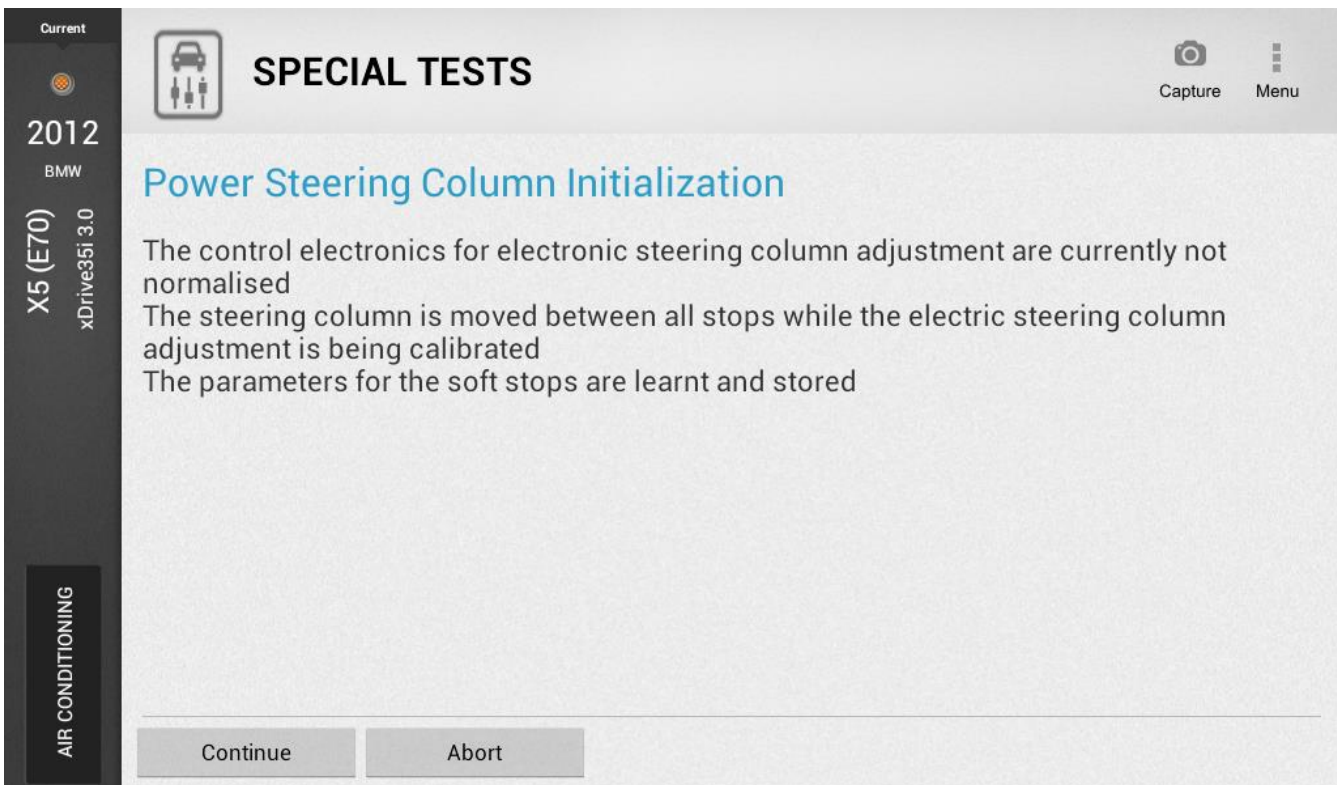 Current
2012
BMW
X5 (E70)
xDrive35i 3.0
AIR CONDITIONING
SPECIAL TESTS
Capture
Menu
Power Steering Column Initialization
The control electronics for electronic steering column adjustment are currently not
normalised
The steering column is moved between all stops while the electric steering column
adjustment is being calibrated
The parameters for the soft stops are learnt and stored
Continue
Abort